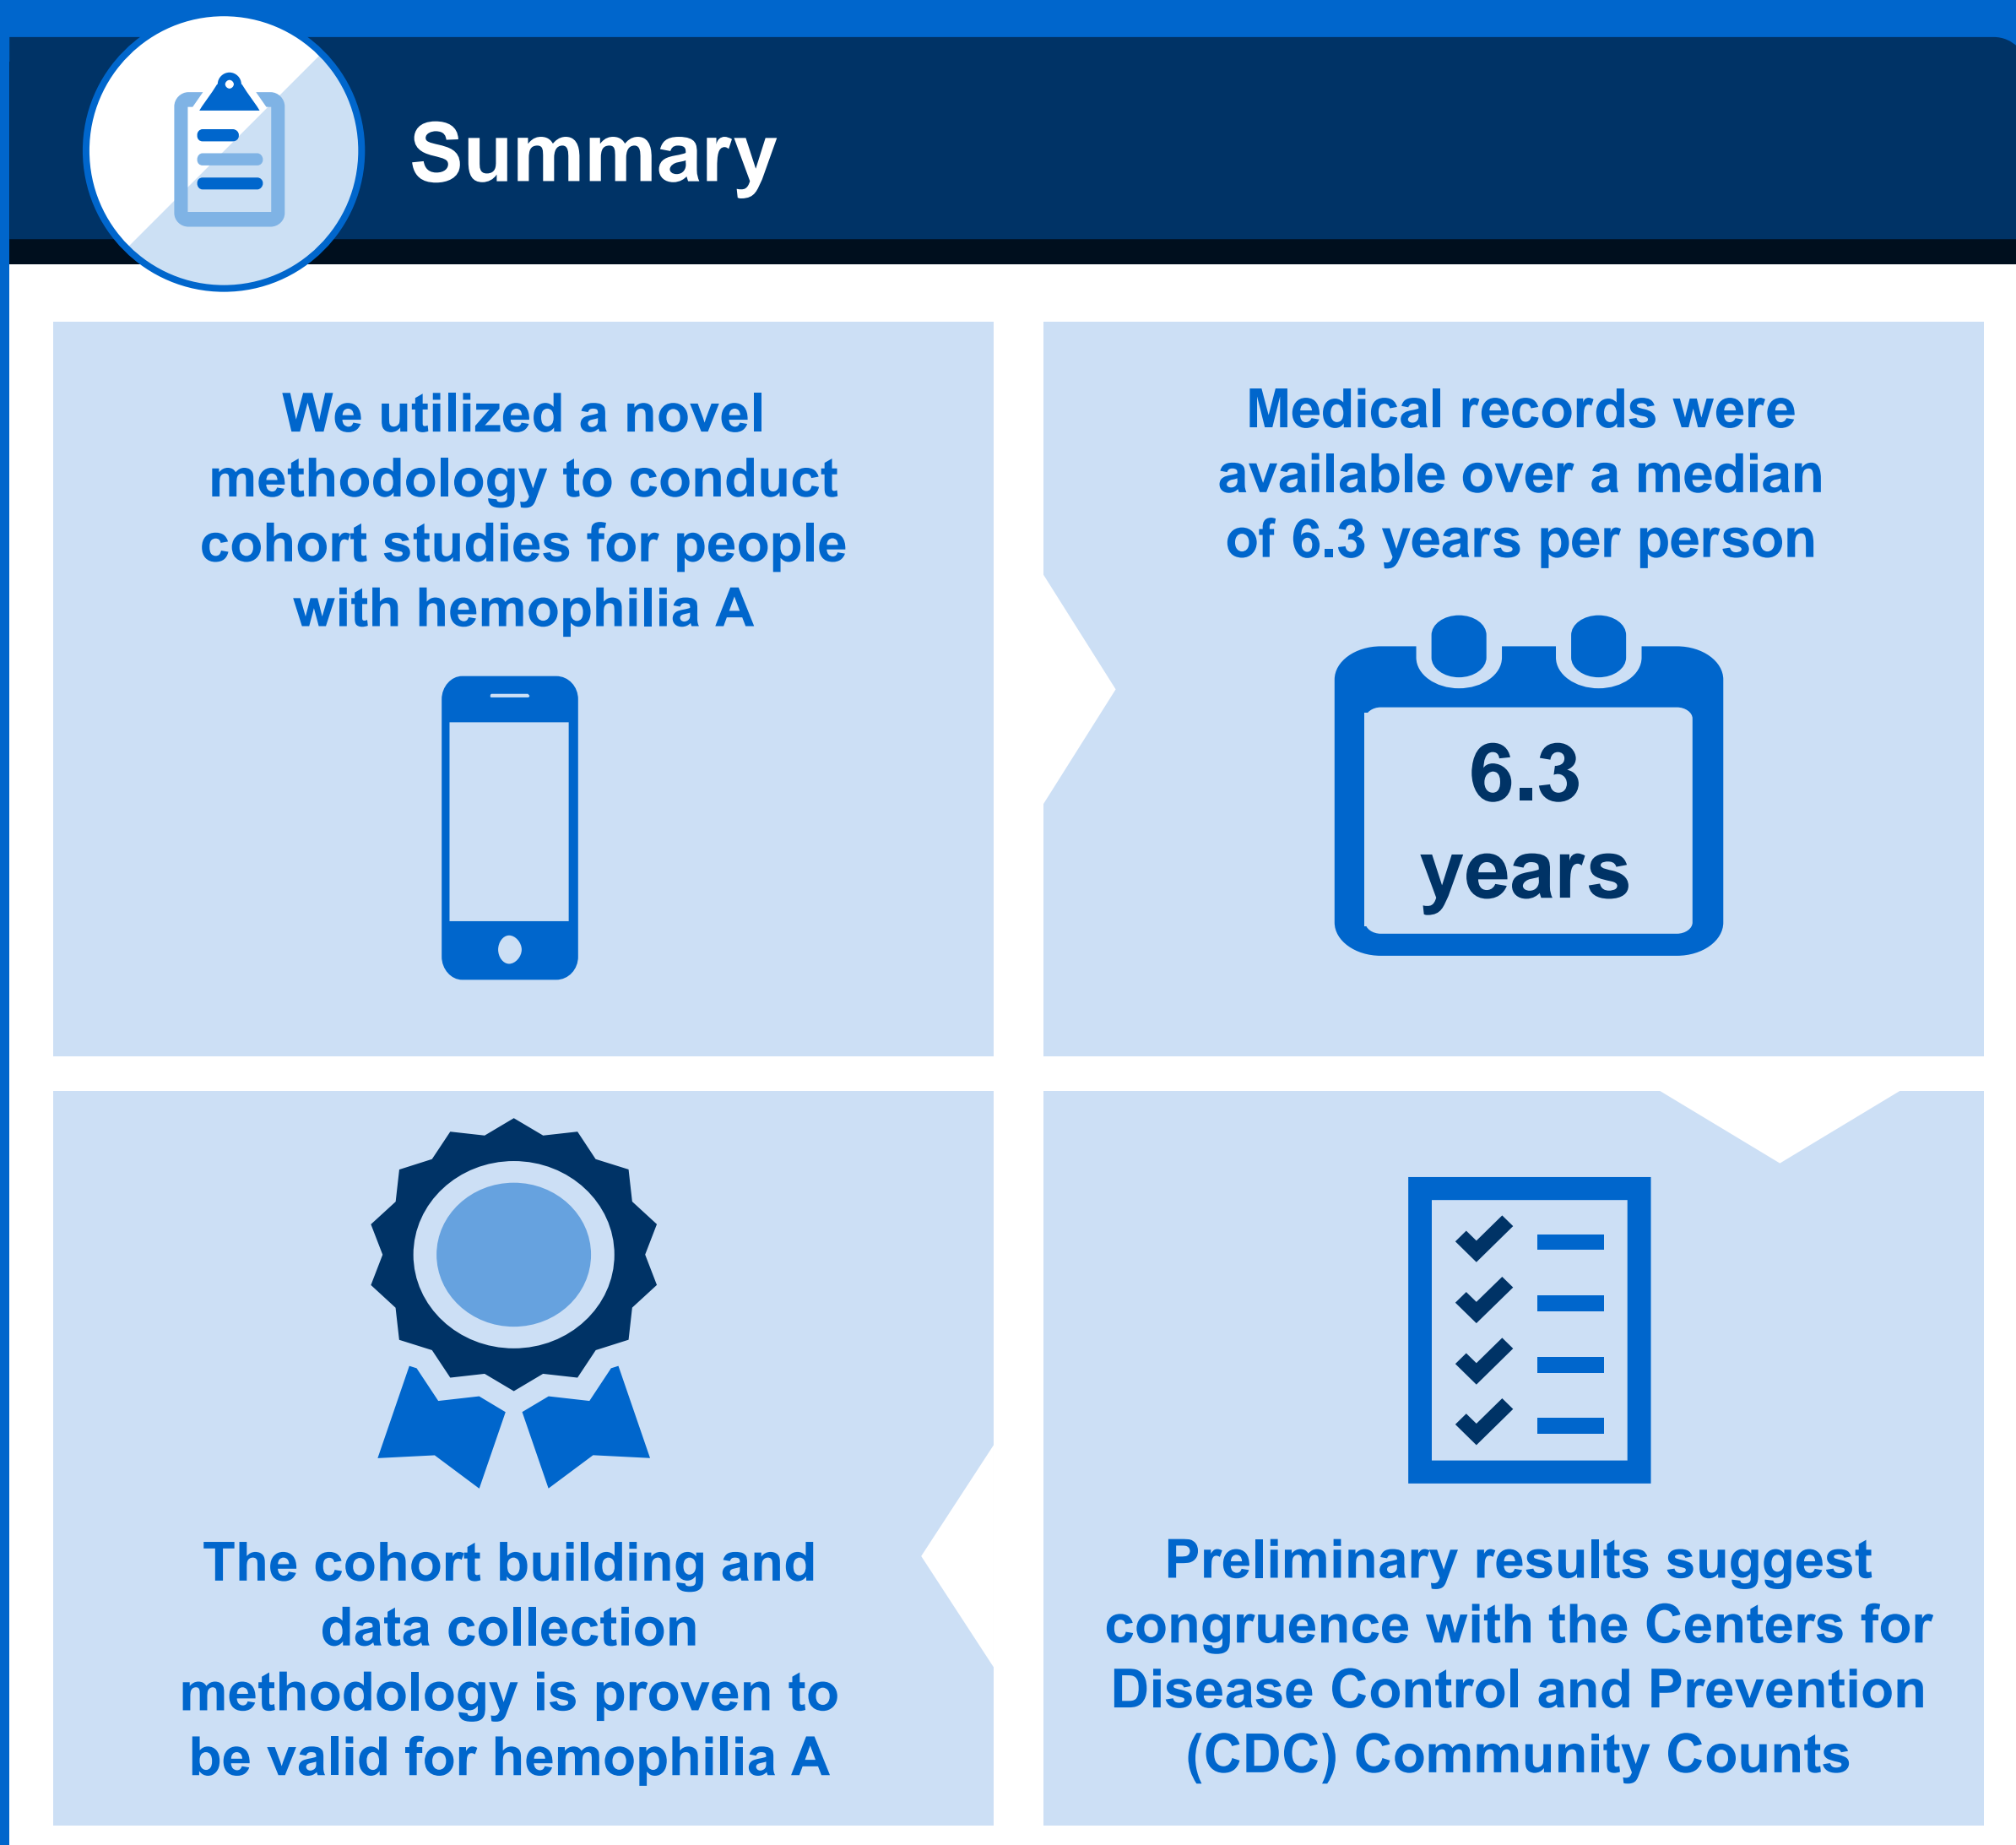 Summary
We utilized a novel
methodology to conduct
cohort studies for people
with hemophilia A
Medical records were
available over a median
of 6.3 years per person
6.3
years
Preliminary results suggest
congruence with the Centers for
Disease Control and Prevention
(CDC) Community Counts
The cohort building and
data collection
methodology is proven to
be valid for hemophilia A